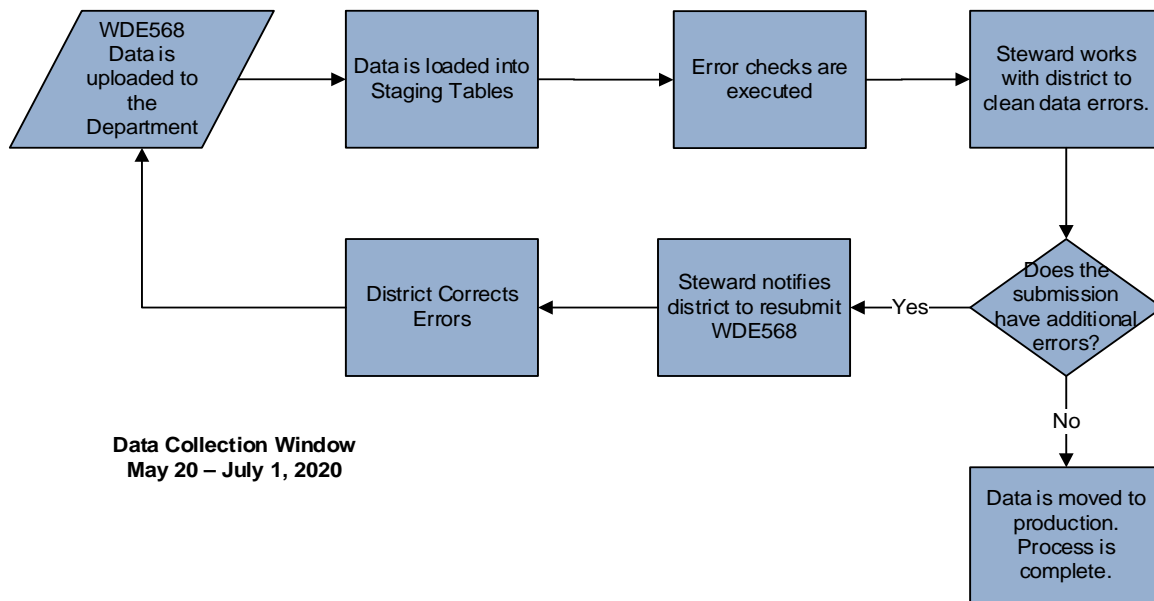 WDE568
Data is
uploaded to
the
Department
Data is loaded into
Staging Tables
Error checks are
executed
Steward works
with district to
clean data errors.
Does the
submission
have additional
errors?
Yes
Steward notifies
district to resubmit
WDE568
District Corrects
Errors
No
Data is moved to
production.
Process is
complete.
Data Collection Window
May 20 – July 1, 2020